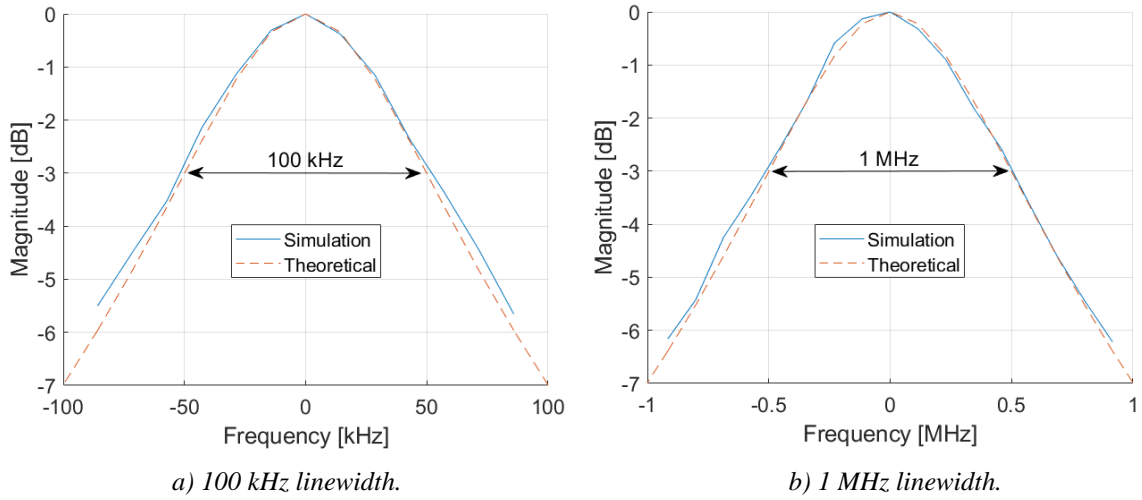 0
-1
-2
-3
-4
-5
-6
-7
Magnitude [dB]
100 kHz
Simulation
Theoretical
-100
-50
0
50
100
Frequency [kHz]
a) 100 kHz linewidth.
0
-1
-2
-3
-4
-5
-6
-7
Magnitude [dB]
1 MHz
Simulation
Theoretical
-1
-0.5
0
0.5
1
Frequency [MHz]
b) 1 MHz linewidth.